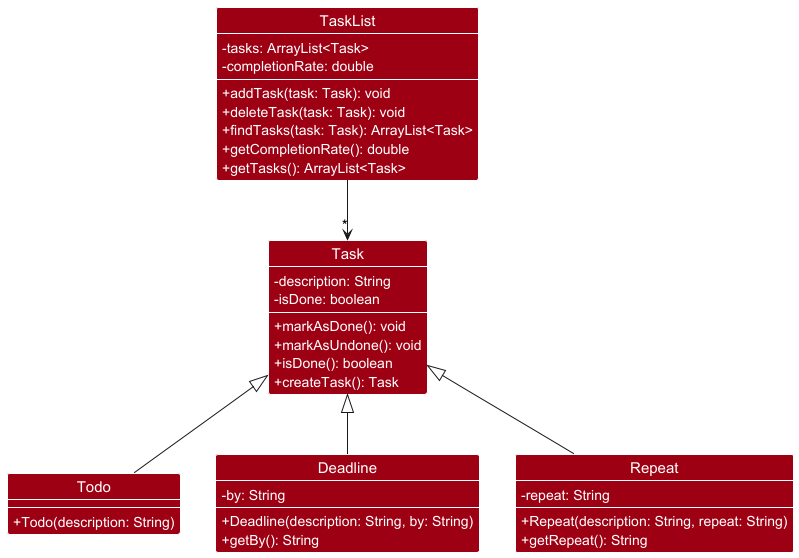 TaskList
-tasks: ArrayList<Task>
-completionRate: double
+addTask(task: Task): void
+deleteTask(task: Task): void
+findTasks(task: Task): ArrayList<Task>
+getCompletionRate(): double
+getTasks(): ArrayList<Task>
*
Task
-description: String
-isDone: boolean
+markAsDone(): void
+markAsUndone(): void
+isDone(): boolean
+createTask(): Task
Todo
+Todo(description: String)
Deadline
-by: String
+Deadline(description: String, by: String)
+getBy(): String
Repeat
-repeat: String
+Repeat(description: String, repeat: String)
+getRepeat(): String